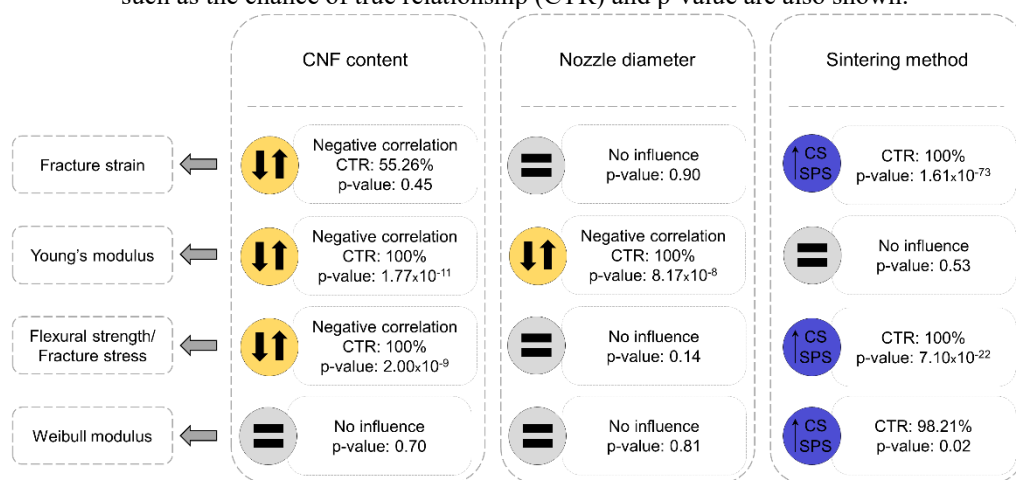 such as the chance of true relationship (CTR) and p-value are also shown.
CNF content
Nozzle diameter
Sintering method
Fracture strain
Negative correlation
CTR: 55.26%
p-value: 0.45
No influence
p-value: 0.90
↑ CS
SPS
CTR: 100%
p-value: 1.61x10⁻⁷³
Young's modulus
Negative correlation
CTR: 100%
p-value: 1.77x10⁻¹¹
Negative correlation
CTR: 100%
p-value: 8.17x10⁻⁸
No influence
p-value: 0.53
Flexural strength/
Fracture stress
Negative correlation
CTR: 100%
p-value: 2.00x10⁻⁹
No influence
p-value: 0.14
↑ CS
SPS
CTR: 100%
p-value: 7.10x10⁻²²
Weibull modulus
No influence
p-value: 0.70
No influence
p-value: 0.81
↑ CS
SPS
CTR: 98.21%
p-value: 0.02